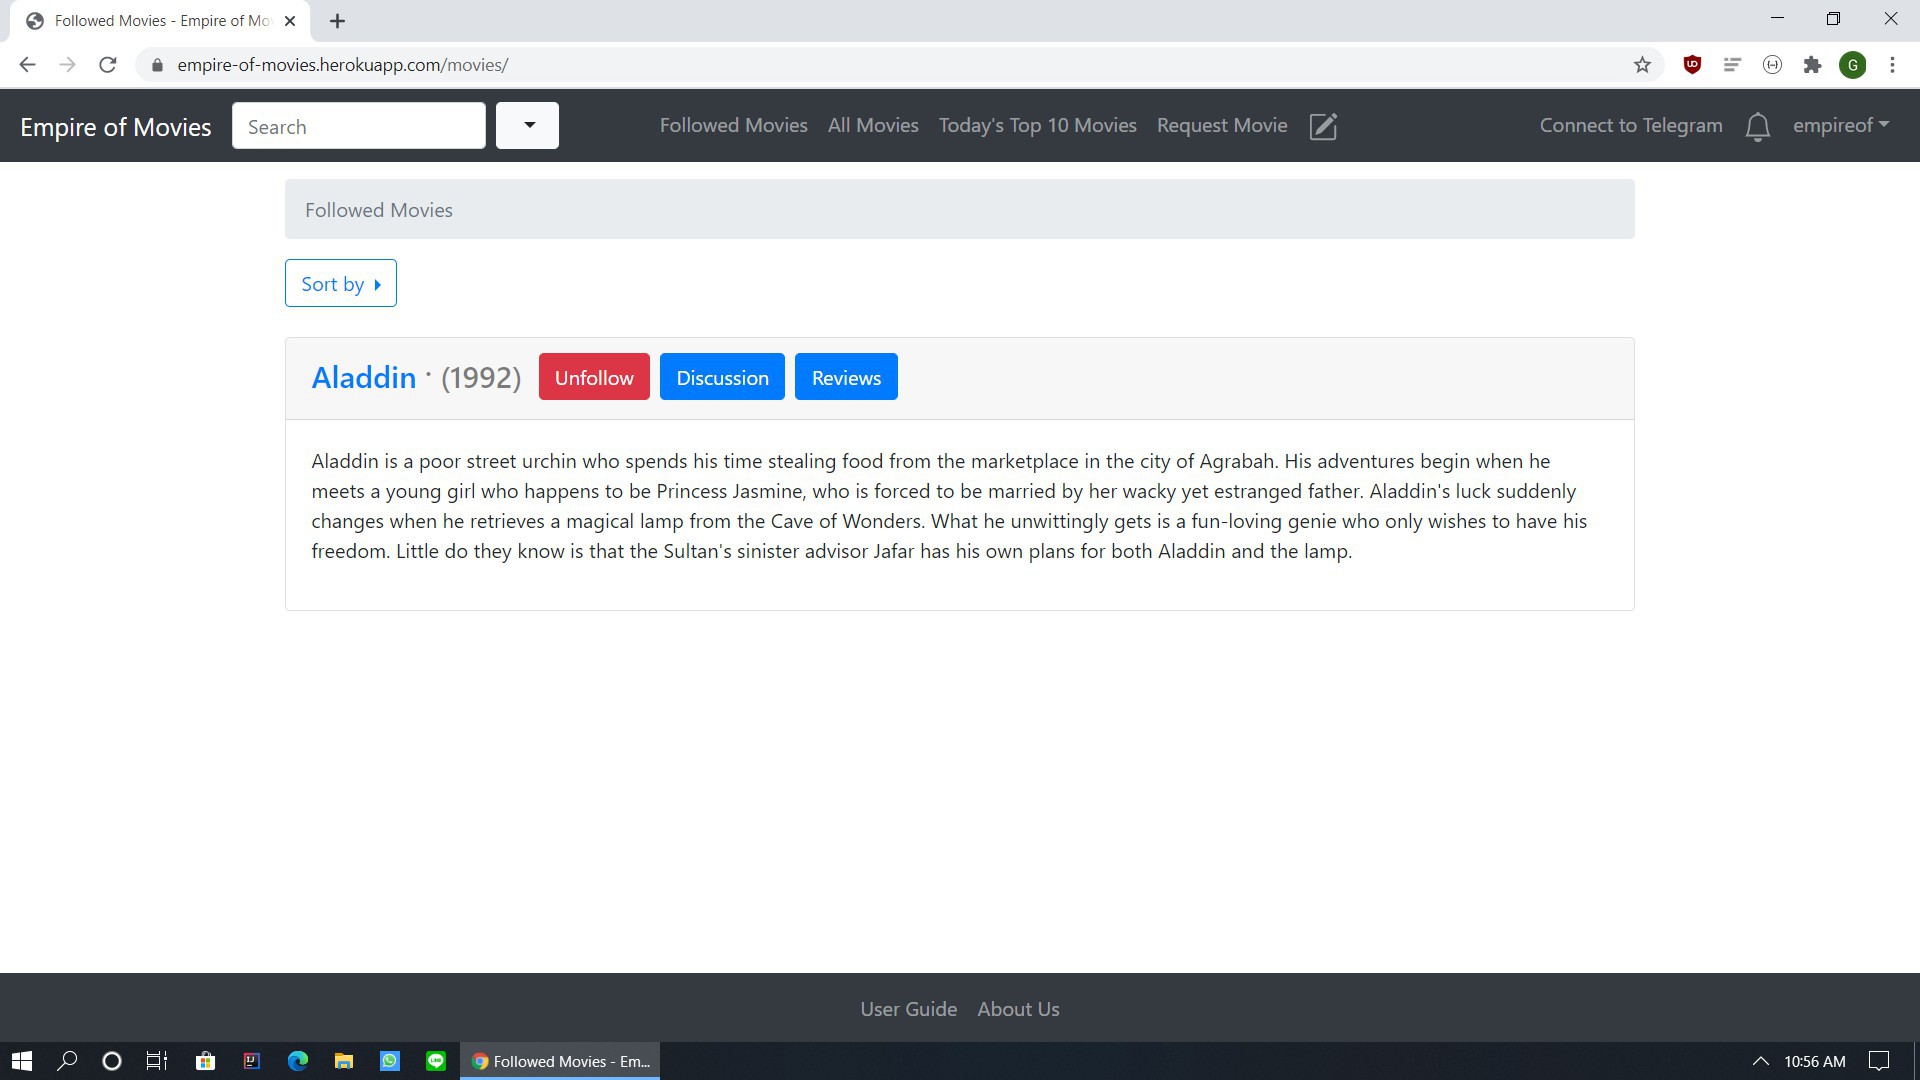 Followed Movies - Empire of Mo
empire-of-movies.herokuapp.com/movies/
G
Empire of Movies
Search
Followed Movies
All Movies
Today's Top 10 Movies
Request Movie
Connect to Telegram
empireof
Followed Movies
Sort by
Aladdin · (1992)
Unfollow
Discussion
Reviews
Aladdin is a poor street urchin who spends his time stealing food from the marketplace in the city of Agrabah. His adventures begin when he
meets a young girl who happens to be Princess Jasmine, who is forced to be married by her wacky yet estranged father. Aladdin's luck suddenly
changes when he retrieves a magical lamp from the Cave of Wonders. What he unwittingly gets is a fun-loving genie who only wishes to have his
freedom. Little do they know is that the Sultan's sinister advisor Jafar has his own plans for both Aladdin and the lamp.
User Guide
About Us
Followed Movies - Em...
10:56 AM